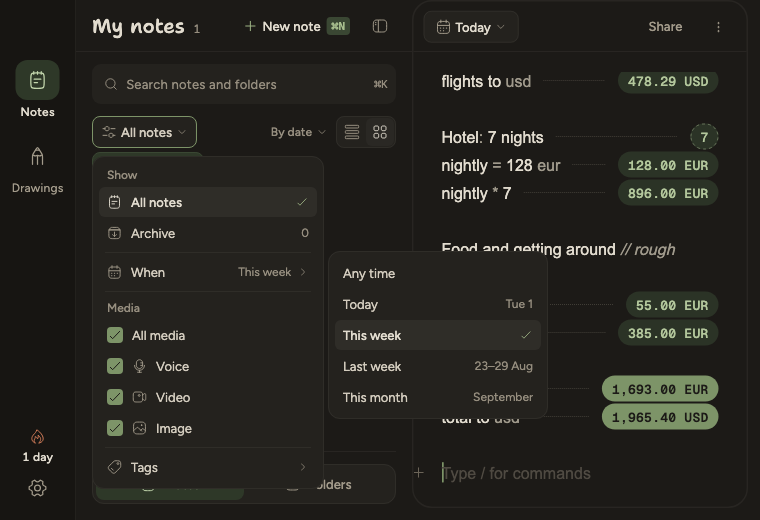 My notes 1
+ New note ⌘N
Today
Share
Search notes and folders ⌘K
Notes
All notes
By date
Drawings
Show
All notes
Archive 0
When This week
Media
All media
Voice
Video
Image
Tags
1 day
Any time
Today Tue 1
This week
Last week 23–29 Aug
This month September
flights to usd 478.29 USD
Hotel: 7 nights 7
nightly = 128 eur 128.00 EUR
nightly * 7 896.00 EUR
Food and getting around // rough
55.00 EUR
385.00 EUR
1,693.00 EUR
total to usd 1,965.40 USD
Type / for commands